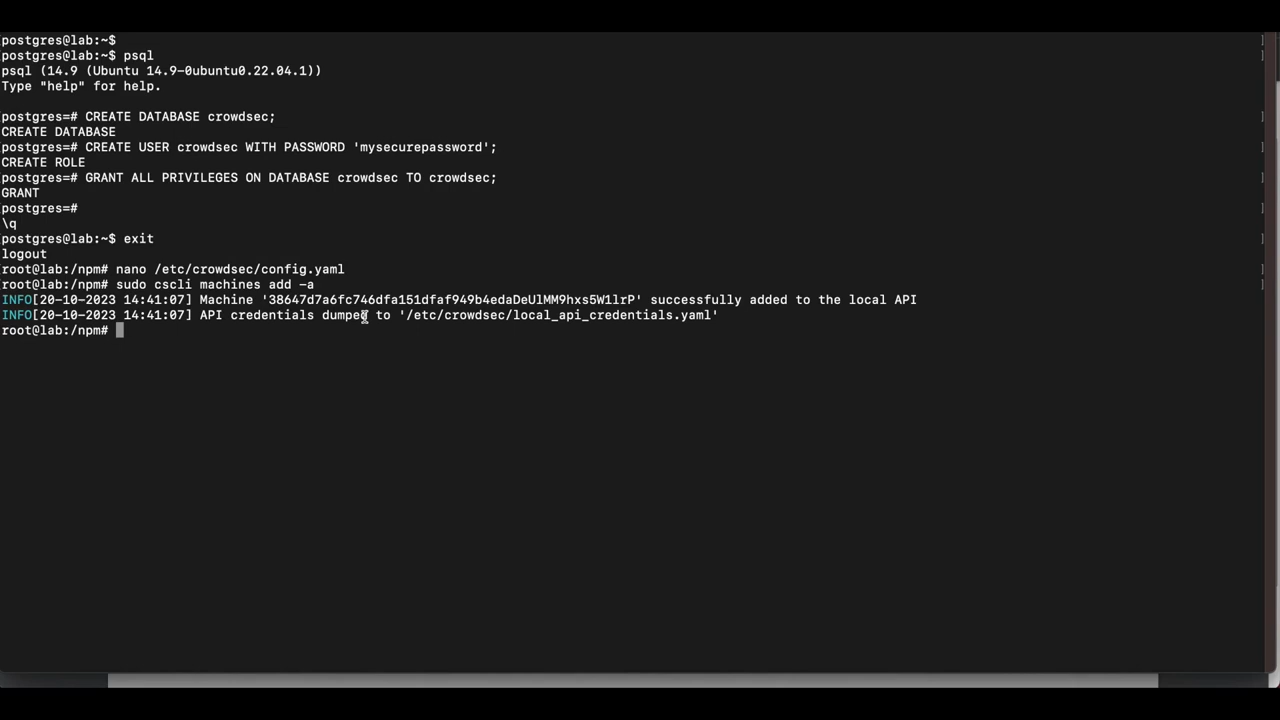 [postgres@lab:~$
[postgres@lab:~$ psql
psql (14.9 (Ubuntu 14.9-0ubuntu0.22.04.1))
Type "help" for help.
[postgres=# CREATE DATABASE crowdsec;
CREATE DATABASE
[postgres=# CREATE USER crowdsec WITH PASSWORD 'mysecurepassword';
CREATE ROLE
[postgres=# GRANT ALL PRIVILEGES ON DATABASE crowdsec TO crowdsec;
GRANT
[postgres=#
\q
[postgres@lab:~$ exit
logout
[root@lab:/npm# nano /etc/crowdsec/config.yaml
[root@lab:/npm# sudo cscli machines add -a
INFO[20-10-2023 14:41:07] Machine '38647d7a6fc746dfa151dfaf949b4edaDeUlMM9hxs5W1lrP' successfully added to the local API
INFO[20-10-2023 14:41:07] API credentials dumped to '/etc/crowdsec/local_api_credentials.yaml'
root@lab:/npm#